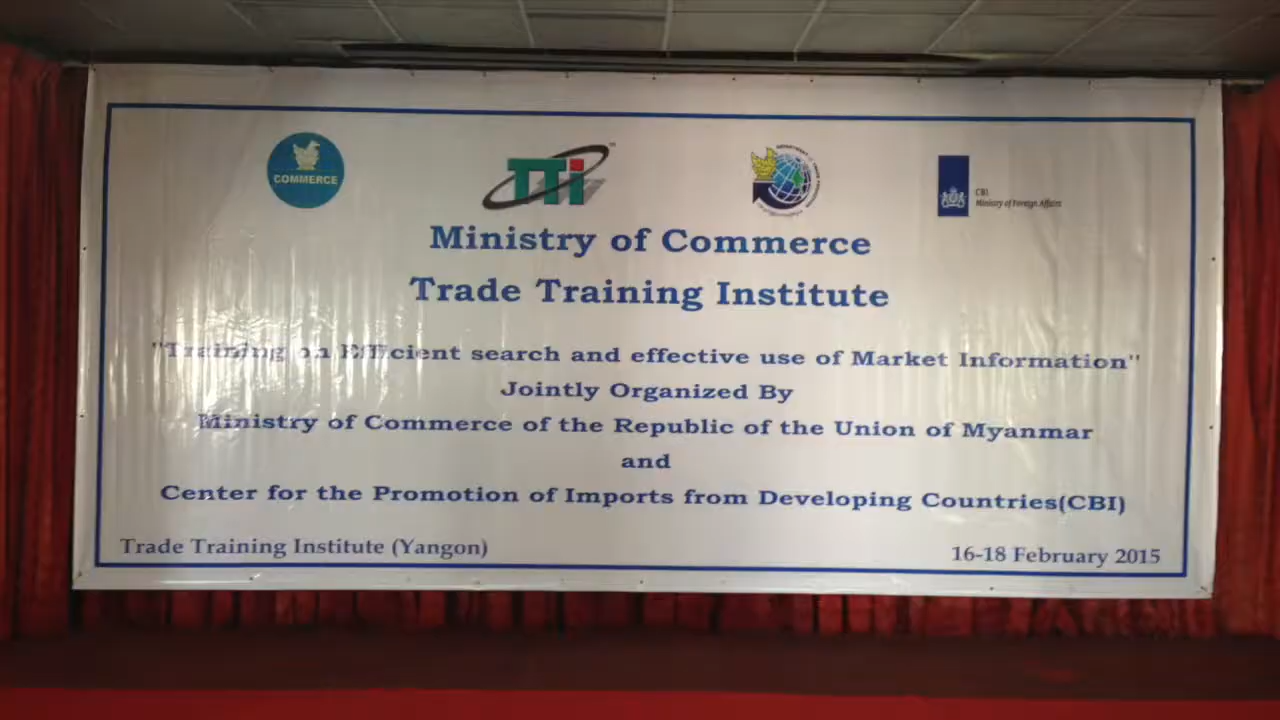 COMMERCE
TTi
CBI
Ministry of Foreign Affairs
Ministry of Commerce
Trade Training Institute
"Training on Efficient search and effective use of Market Information"
Jointly Organized By
Ministry of Commerce of the Republic of the Union of Myanmar
and
Center for the Promotion of Imports from Developing Countries(CBI)
Trade Training Institute (Yangon)
16-18 February 2015